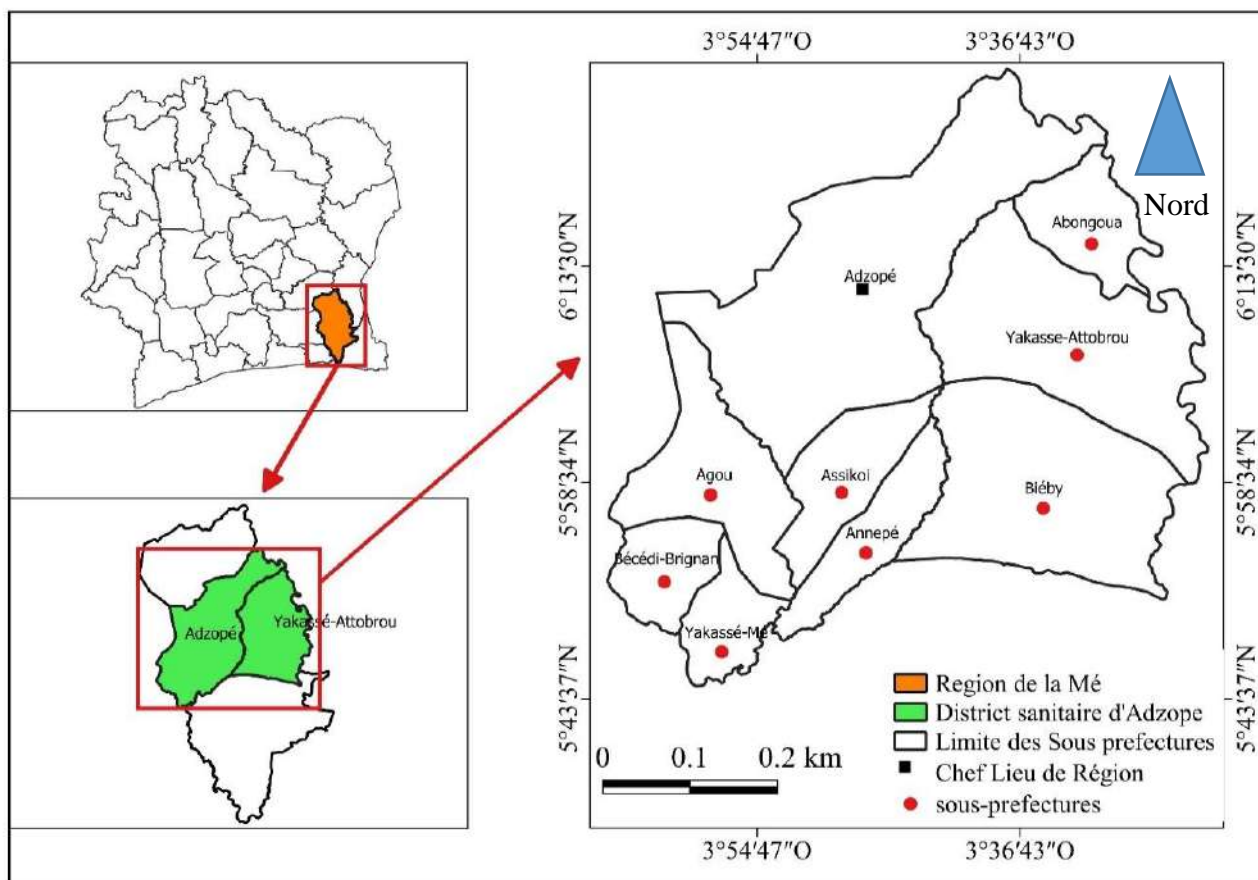 3°54'47"O 3°36'43"O
Nord
Abongoua
6°13'30"N 6°13'30"N
Adzopé
Yakasse-Attobrou
5°58'34"N 5°58'34"N
Agou
Assikoi
Biéby
Annepé
Bécédi-Brignan
Yakassé-Mé
5°43'37"N 5°43'37"N
Adzopé
Yakassé-Attobrou
Region de la Mé
District sanitaire d'Adzope
Limite des Sous prefectures
Chef Lieu de Région
sous-prefectures
0 0.1 0.2 km
3°54'47"O 3°36'43"O